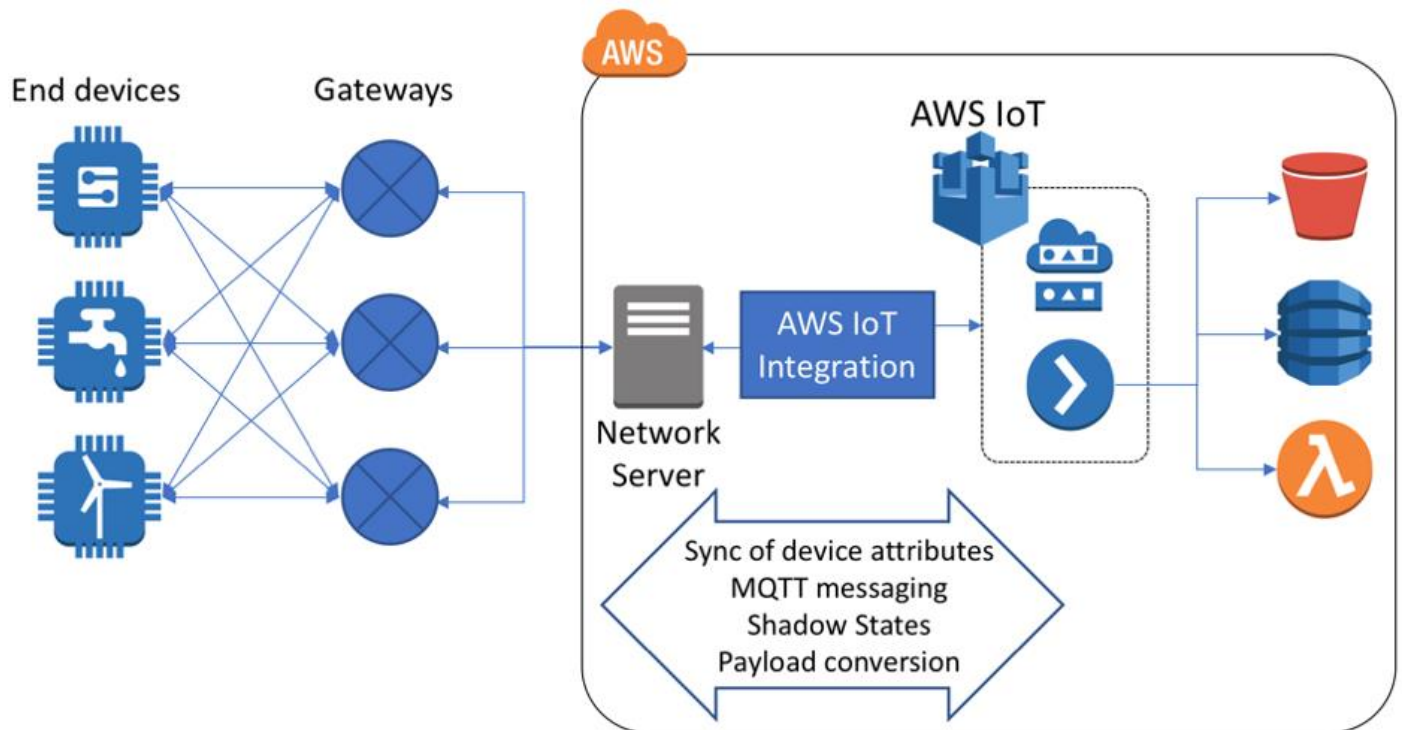 AWS
End devices
Gateways
AWS IoT
AWS IoT
Integration
Network
Server
Sync of device attributes
MQTT messaging
Shadow States
Payload conversion
λ